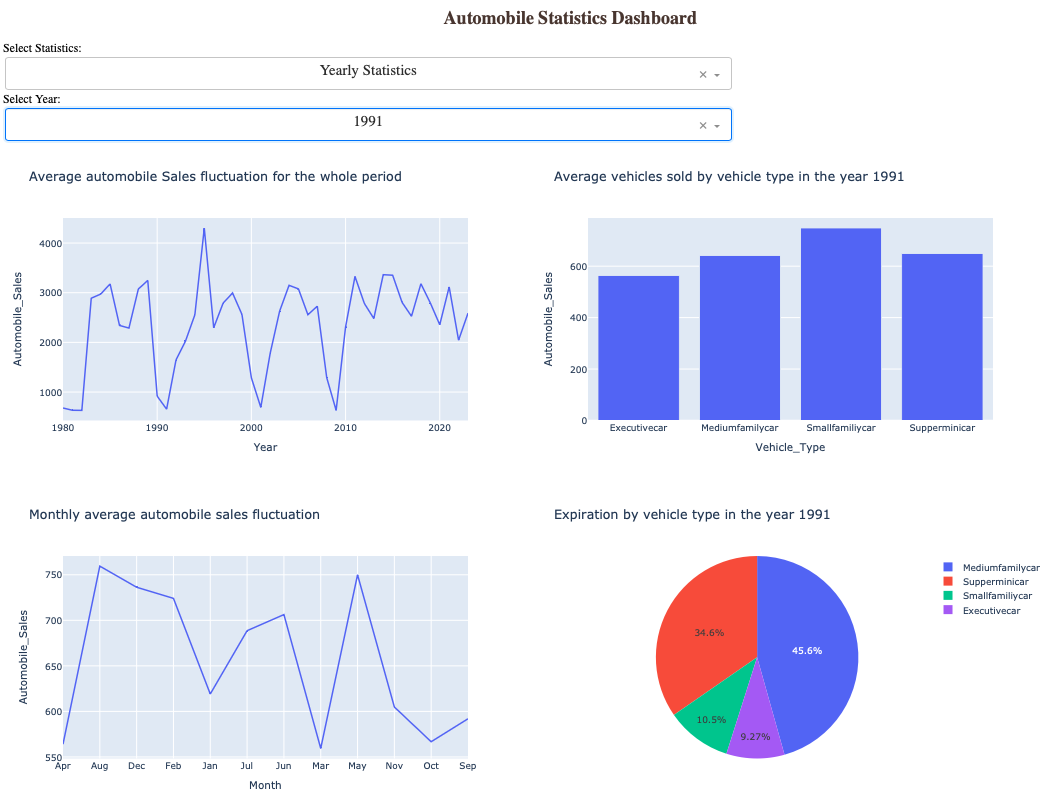 Automobile Statistics Dashboard
Select Statistics:
Yearly Statistics
×
Select Year:
1991
×
Average automobile Sales fluctuation for the whole period
4000
3000
2000
1000
Automobile_Sales
1980 1990 2000 2010 2020
Year
Average vehicles sold by vehicle type in the year 1991
600
400
200
0
Automobile_Sales
Executivecar Mediumfamilycar Smallfamiliycar Supperminicar
Vehicle_Type
Monthly average automobile sales fluctuation
750
700
650
600
550
Automobile_Sales
Apr Aug Dec Feb Jan Jul Jun Mar May Nov Oct Sep
Month
Expiration by vehicle type in the year 1991
45.6%
34.6%
10.5%
9.27%
Mediumfamilycar
Supperminicar
Smallfamiliycar
Executivecar